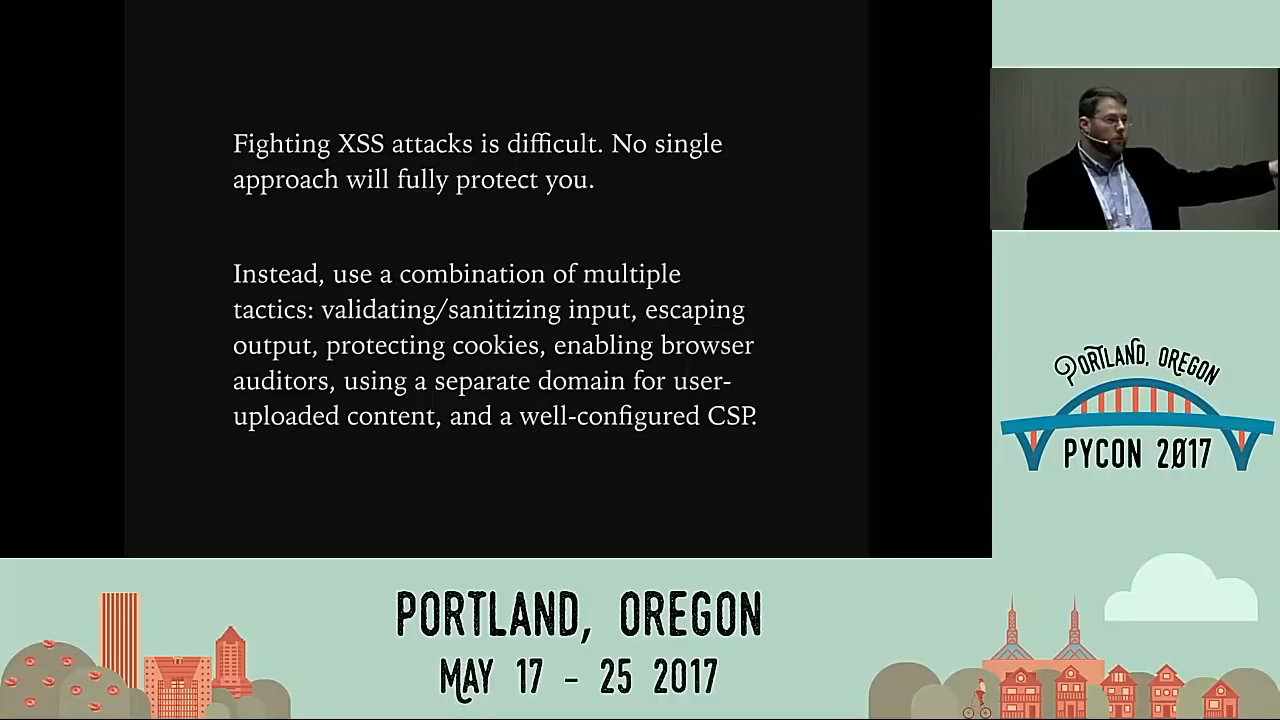 Fighting XSS attacks is difficult. No single
approach will fully protect you.
Instead, use a combination of multiple
tactics: validating/sanitizing input, escaping
output, protecting cookies, enabling browser
auditors, using a separate domain for user-
uploaded content, and a well-configured CSP.
PORTLAND, OREGON
PYCON 2017
PORTLAND, OREGON
MAY 17 - 25 2017